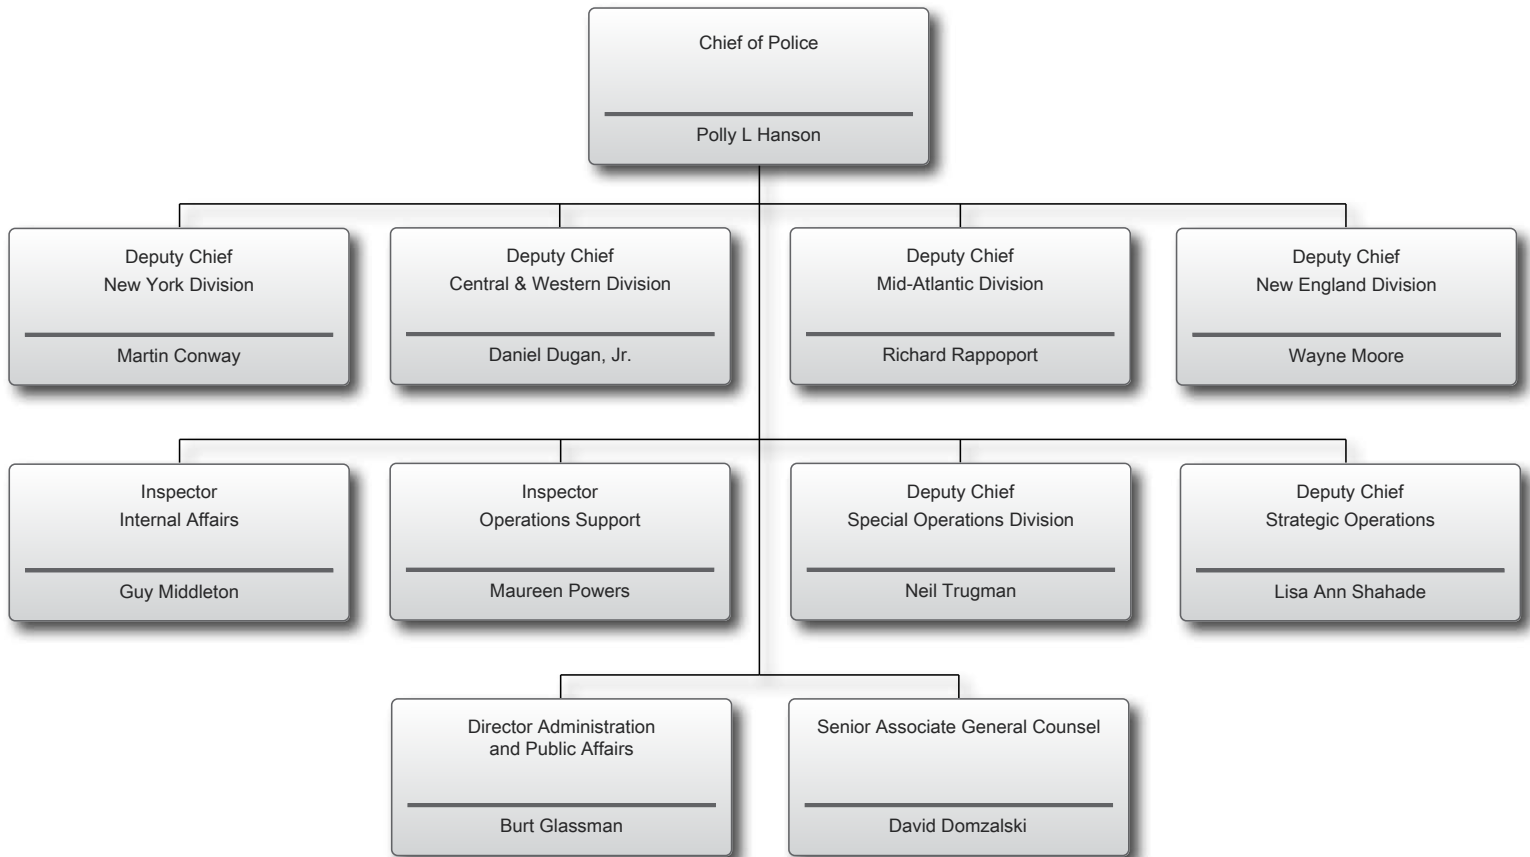 Chief of Police
Polly L Hanson
Deputy Chief
New York Division
Martin Conway
Deputy Chief
Central & Western Division
Daniel Dugan, Jr.
Deputy Chief
Mid-Atlantic Division
Richard Rappoport
Deputy Chief
New England Division
Wayne Moore
Inspector
Internal Affairs
Guy Middleton
Inspector
Operations Support
Maureen Powers
Deputy Chief
Special Operations Division
Neil Trugman
Deputy Chief
Strategic Operations
Lisa Ann Shahade
Director Administration
and Public Affairs
Burt Glassman
Senior Associate General Counsel
David Domzalski